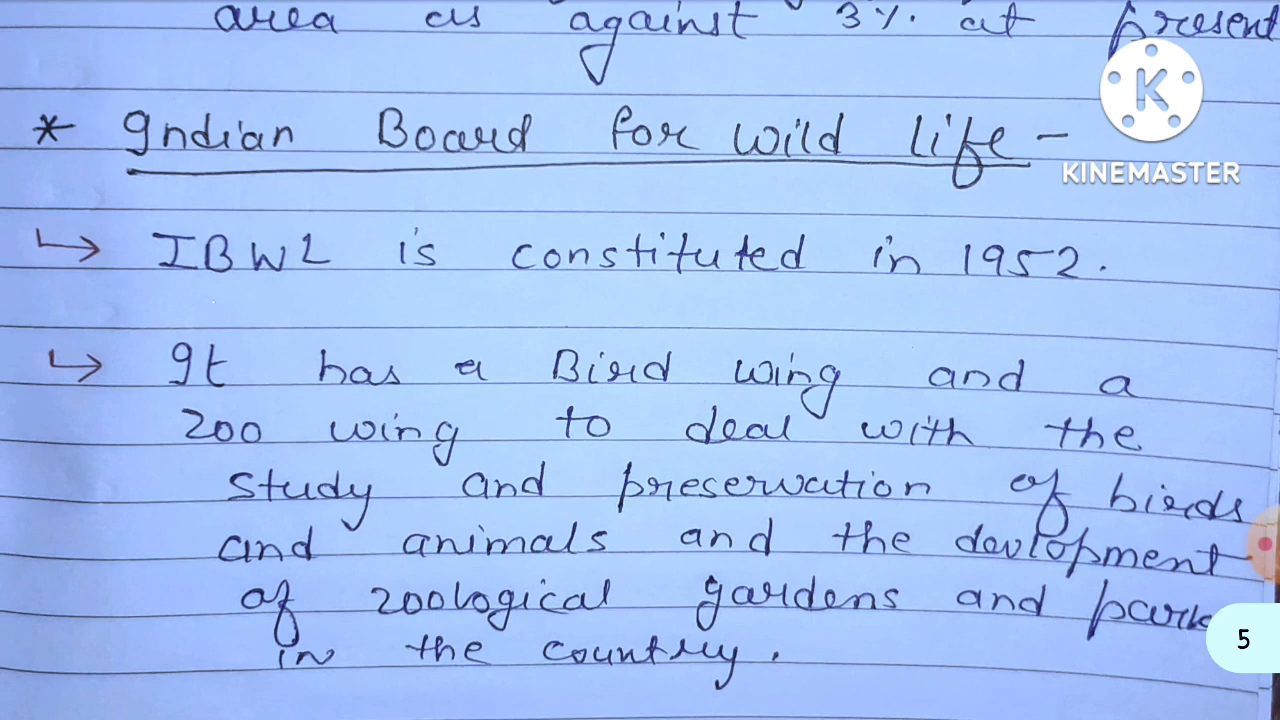 area as against 3%. at present
K
* Indian Board for wild life -
KINEMASTER
↳ IBWL is constituted in 1952.
↳ It has a Bird wing and a
zoo wing to deal with the
study and preservation of birds
and animals and the devlopment
of zoological gardens and park
in the country.
5